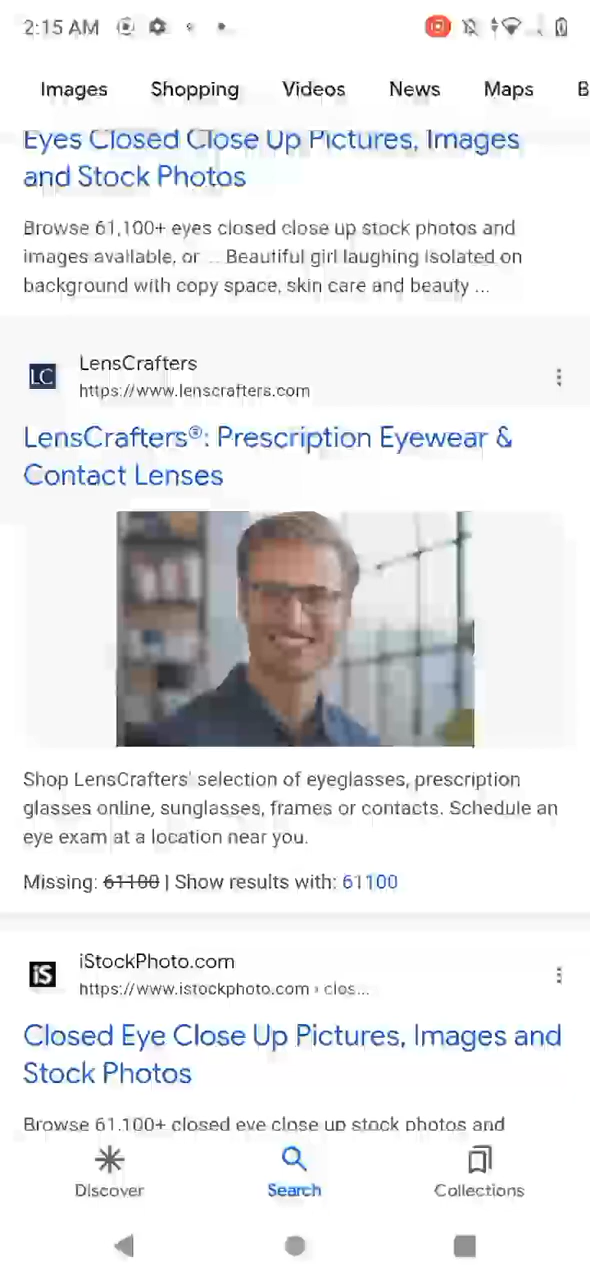 2:15 AM
Images Shopping Videos News Maps B
Eyes Closed Close Up Pictures, Images
and Stock Photos
Browse 61,100+ eyes closed close up stock photos and
images available, or ... Beautiful girl laughing isolated on
background with copy space, skin care and beauty ...
LC
LensCrafters
https://www.lenscrafters.com
LensCrafters®: Prescription Eyewear &
Contact Lenses
Shop LensCrafters' selection of eyeglasses, prescription
glasses online, sunglasses, frames or contacts. Schedule an
eye exam at a location near you.
Missing: 61100 | Show results with: 61100
iS
iStockPhoto.com
https://www.istockphoto.com › clos...
Closed Eye Close Up Pictures, Images and
Stock Photos
Browse 61,100+ closed eye close up stock photos and
Discover Search Collections